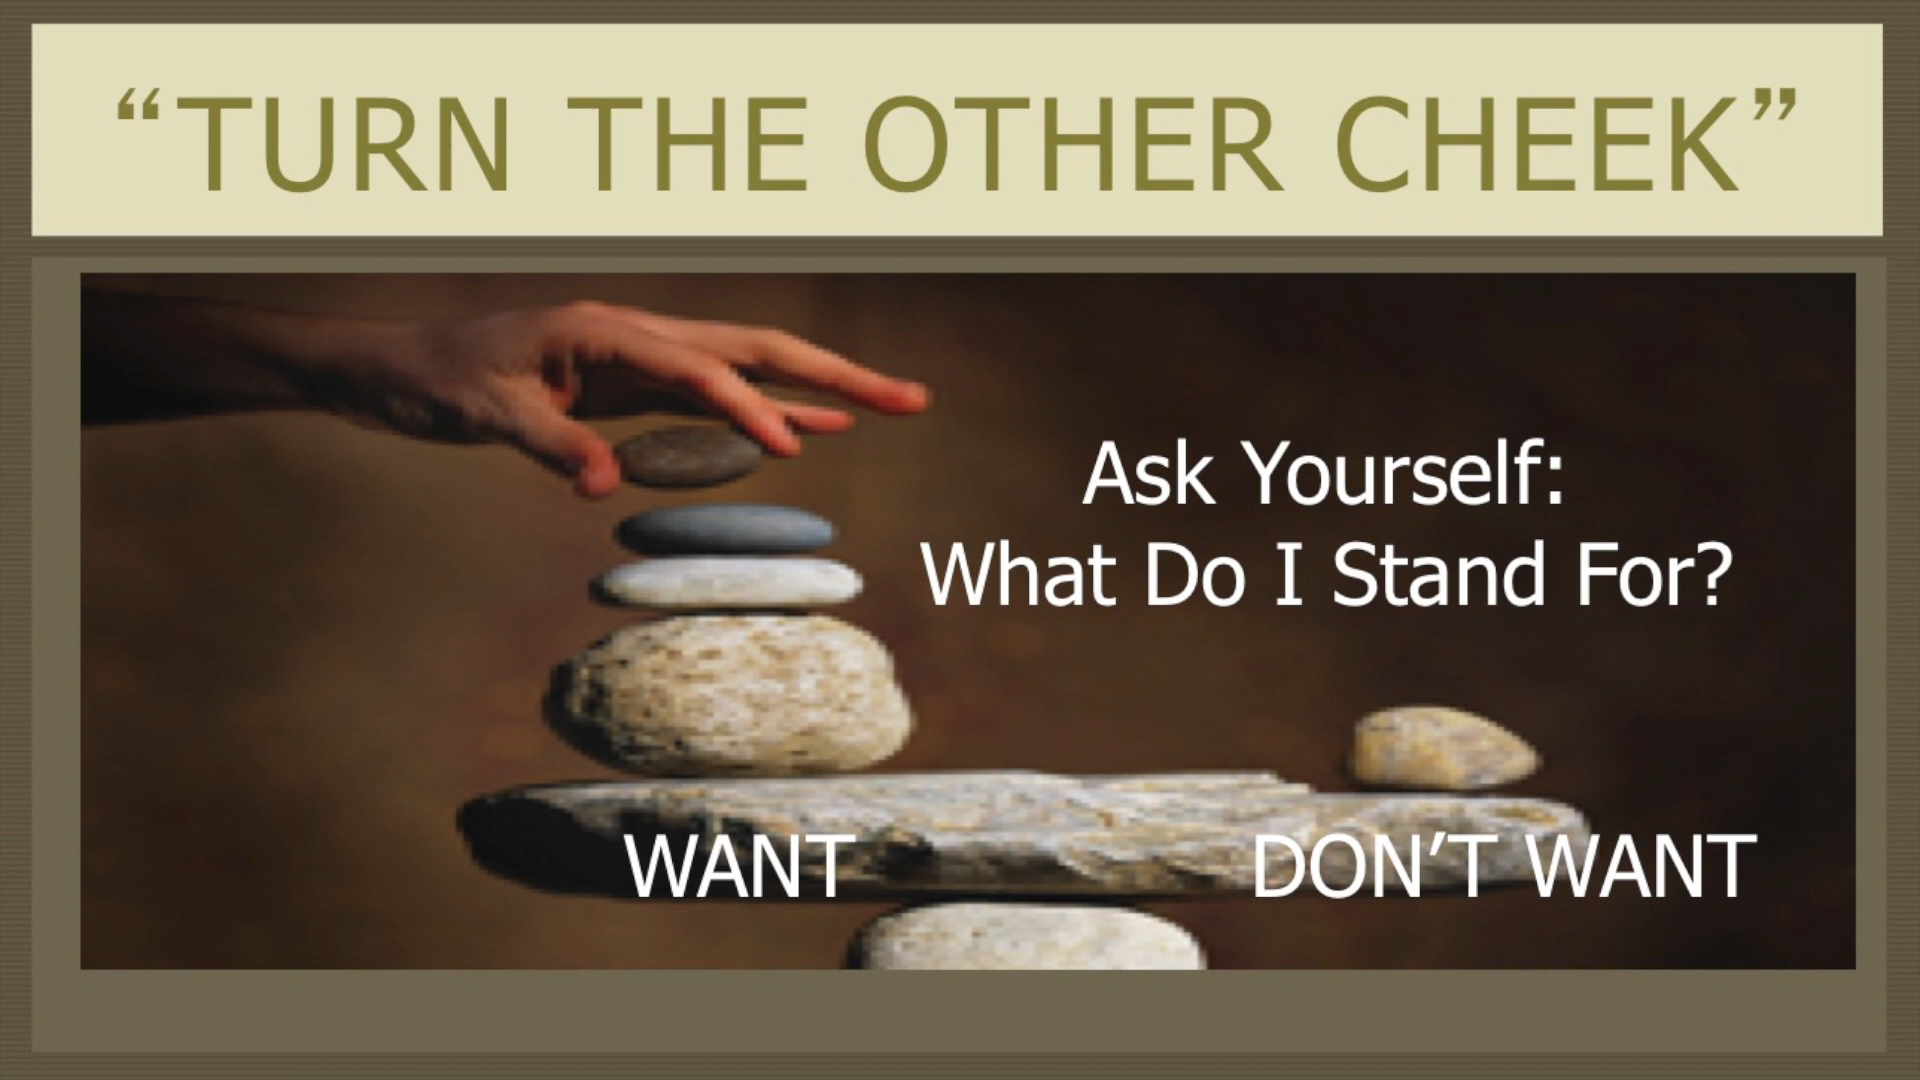 “TURN THE OTHER CHEEK”
Ask Yourself:
What Do I Stand For?
WANT
DON’T WANT